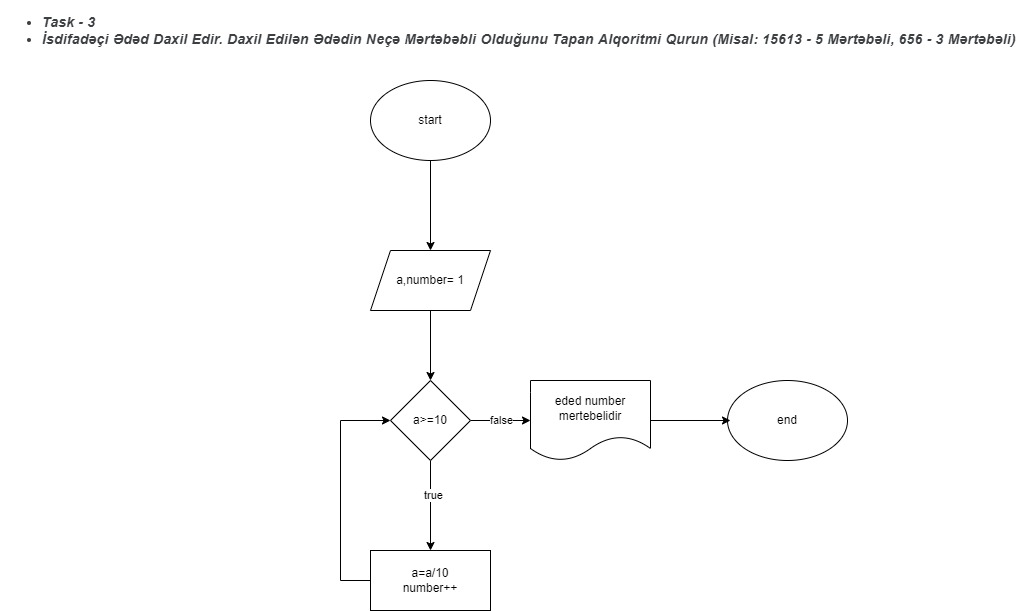 Task - 3
İsdifadəçi Ədəd Daxil Edir. Daxil Edilən Ədədin Neçə Mərtəbəbli Olduğunu Tapan Alqoritmi Qurun (Misal: 15613 - 5 Mərtəbəli, 656 - 3 Mərtəbəli)
start
a,number= 1
a>=10
false
eded number
mertebelidir
end
true
a=a/10
number++